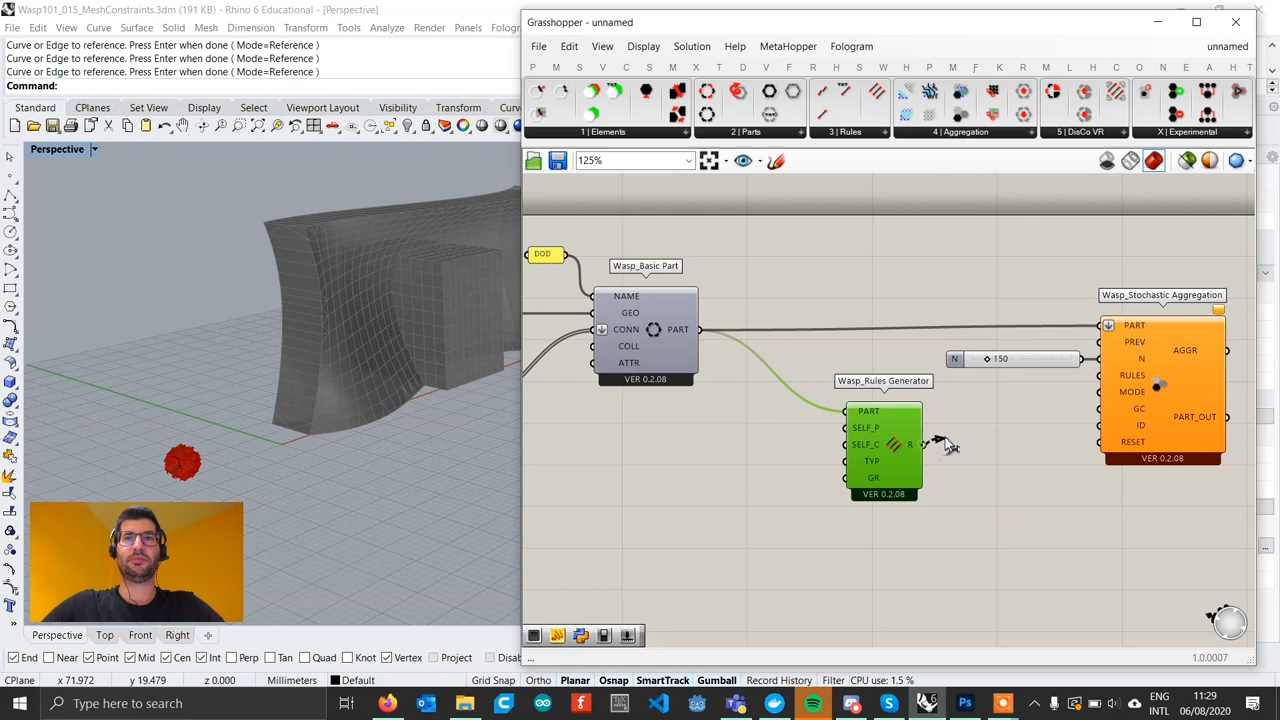 Wasp101_015_MeshConstraints.3dm (191 KB) - Rhino 6 Educational - [Perspective]
File Edit View Curve Surface Solid Mesh Dimension Transform Tools Analyze Render Panels
Curve or Edge to reference. Press Enter when done ( Mode=Reference )
Curve or Edge to reference. Press Enter when done ( Mode=Reference )
Curve or Edge to reference. Press Enter when done ( Mode=Reference )
Command:
Standard CPlanes Set View Display Select Viewport Layout Visibility Transform
Perspective
Grasshopper - unnamed
File Edit View Display Solution Help MetaHopper Fologram unnamed
P M S V C S M X T D V C R F S W H P M F H L M C O N E A H T
1 | Elements 2 | Parts 3 | Rules 4 | Aggregation 5 | DisCo VR X | Experimental
125%
DOD
Wasp_Basic Part
NAME
GEO
CONN PART
COLL
ATTR
VER 0.2.08
Wasp_Rules Generator
PART
SELF_P
SELF_C R
TYP
GR
VER 0.2.08
N 150
Wasp_Stochastic Aggregation
PART
PREV
N AGGR
RULES
MODE
GC PART_OUT
ID
RESET
VER 0.2.08
... 1.0.0007
Perspective Top Front Right
End Near Point Mid Cen Int Perp Tan Quad Knot Vertex Project
CPlane x 71.972 y 19.479 z 0.000 Millimeters Default Grid Snap Ortho Planar Osnap SmartTrack Gumball Record History Filter CPU use: 1.5 %
Type here to search
ENG
INTL
11:29
06/08/2020